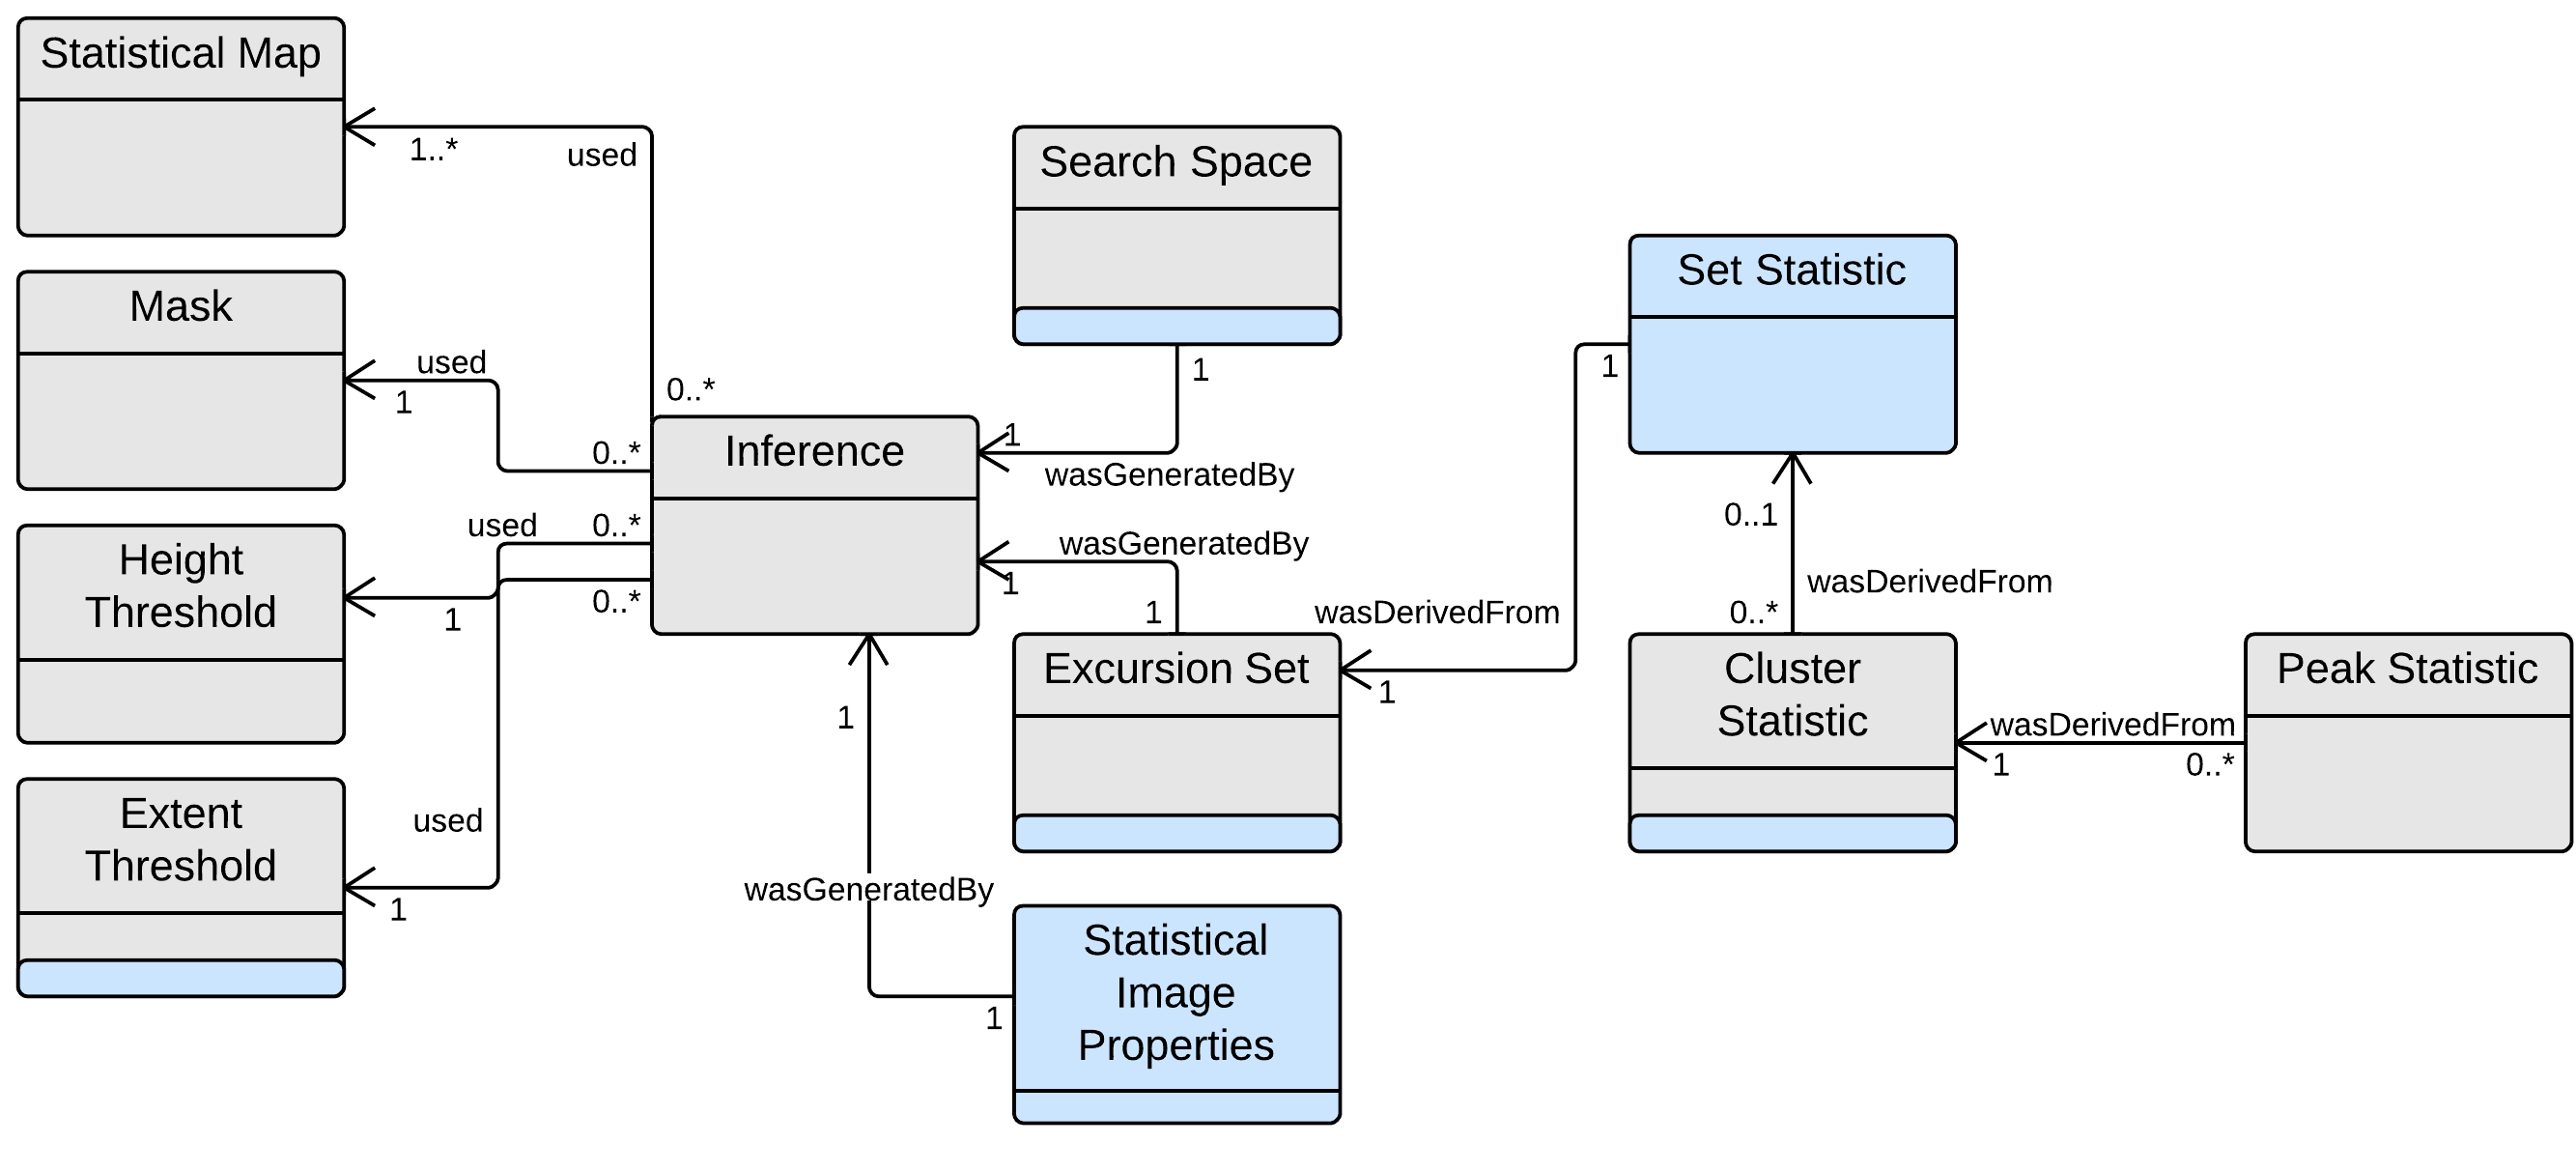 Statistical Map
1..*
used
Search Space
Set Statistic
Mask
used
1
0..*
0..*
1
1
1
Inference
wasGeneratedBy
Height
Threshold
used
0..*
1
0..*
wasGeneratedBy
1
1
0..1
wasDerivedFrom
0..*
wasDerivedFrom
1
Excursion Set
Cluster
Statistic
Peak Statistic
wasDerivedFrom
1
0..*
Extent
Threshold
used
1
1
wasGeneratedBy
1
Statistical
Image
Properties